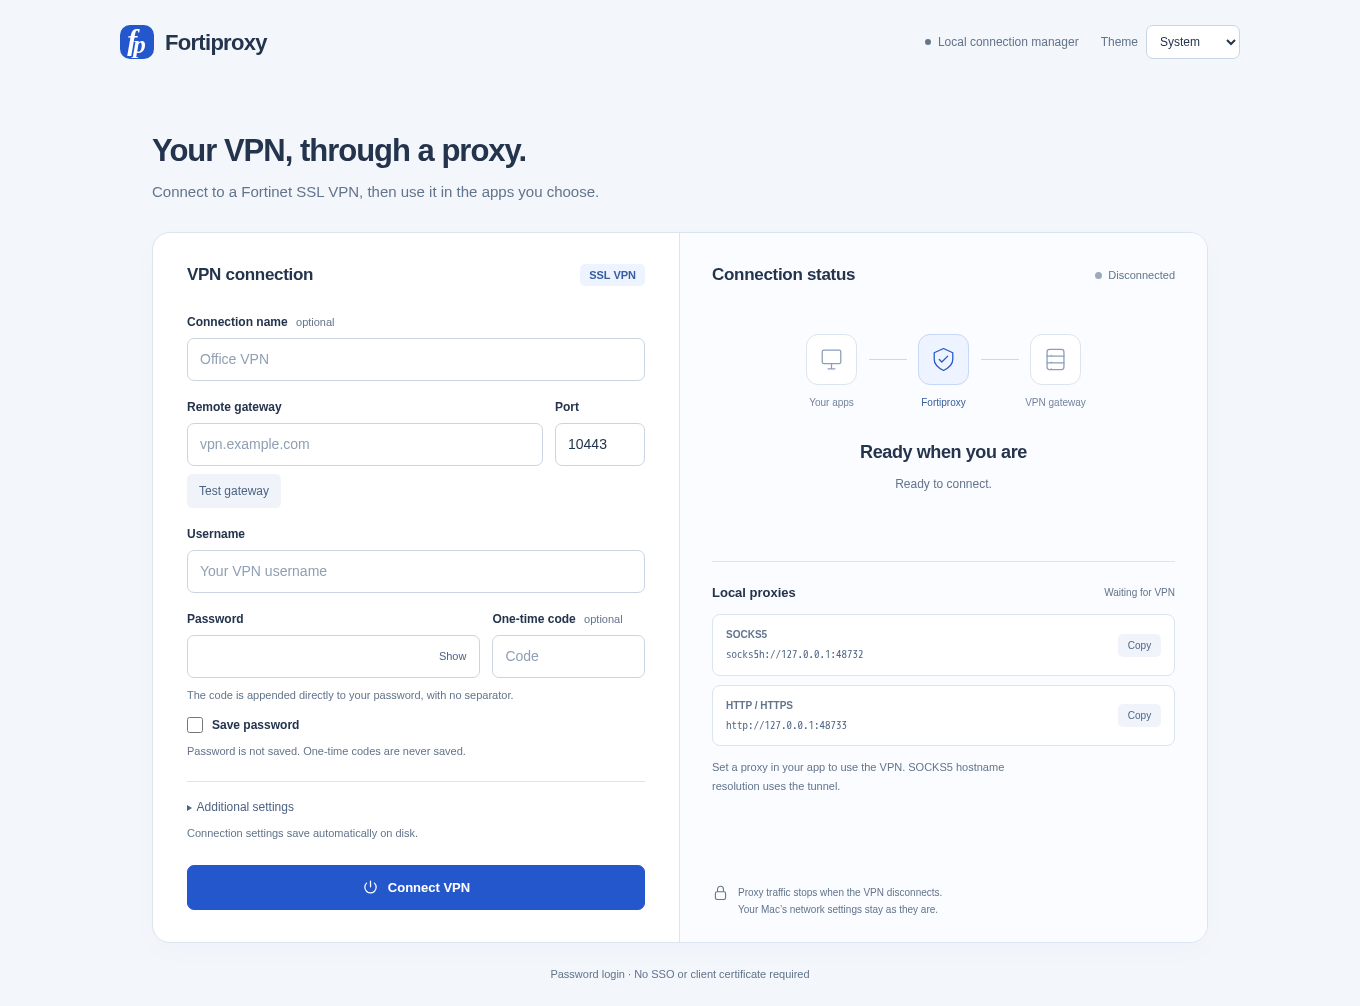 fp Fortiproxy
Local connection manager
Theme
System
Your VPN, through a proxy.
Connect to a Fortinet SSL VPN, then use it in the apps you choose.
VPN connection
SSL VPN
Connection name optional
Office VPN
Remote gateway
Port
vpn.example.com
10443
Test gateway
Username
Your VPN username
Password
One-time code optional
Show
Code
The code is appended directly to your password, with no separator.
Save password
Password is not saved. One-time codes are never saved.
Additional settings
Connection settings save automatically on disk.
Connect VPN
Connection status
Disconnected
Your apps
Fortiproxy
VPN gateway
Ready when you are
Ready to connect.
Local proxies
Waiting for VPN
SOCKS5
socks5h://127.0.0.1:48732
Copy
HTTP / HTTPS
http://127.0.0.1:48733
Copy
Set a proxy in your app to use the VPN. SOCKS5 hostname
resolution uses the tunnel.
Proxy traffic stops when the VPN disconnects.
Your Mac’s network settings stay as they are.
Password login · No SSO or client certificate required